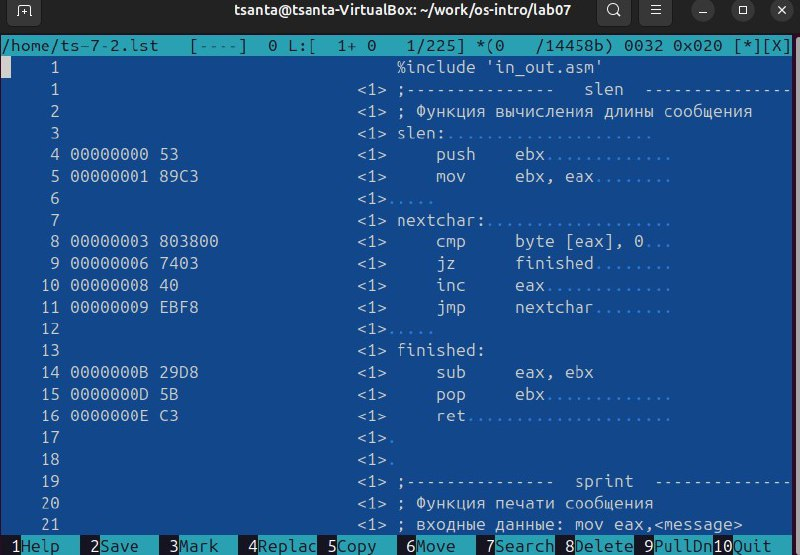 tsanta@tsanta-VirtualBox: ~/work/os-intro/lab07
/home/ts-7-2.lst   [----]  0 L:[  1+ 0   1/225] *(0   /14458b) 0032 0x020 [*][X]
1                                  %include 'in_out.asm'
1                              <1> ;---------------   slen  ---------------
2                              <1> ; Функция вычисления длины сообщения
3                              <1> slen:.....................
4 00000000 53                  <1>     push    ebx.............
5 00000001 89C3                <1>     mov     ebx, eax........
6                              <1>.....
7                              <1> nextchar:...................
8 00000003 803800              <1>     cmp     byte [eax], 0...
9 00000006 7403                <1>     jz      finished........
10 00000008 40                  <1>     inc     eax.............
11 00000009 EBF8                <1>     jmp     nextchar........
12                              <1>.....
13                              <1> finished:
14 0000000B 29D8                <1>     sub     eax, ebx
15 0000000D 5B                  <1>     pop     ebx.............
16 0000000E C3                  <1>     ret.....................
17                              <1>.
18                              <1>.
19                              <1> ;---------------  sprint  --------------
20                              <1> ; Функция печати сообщения
21                              <1> ; входные данные: mov eax,<message>
1Help   2Save   3Mark   4Replac 5Copy   6Move   7Search 8Delete 9PullDn 10Quit